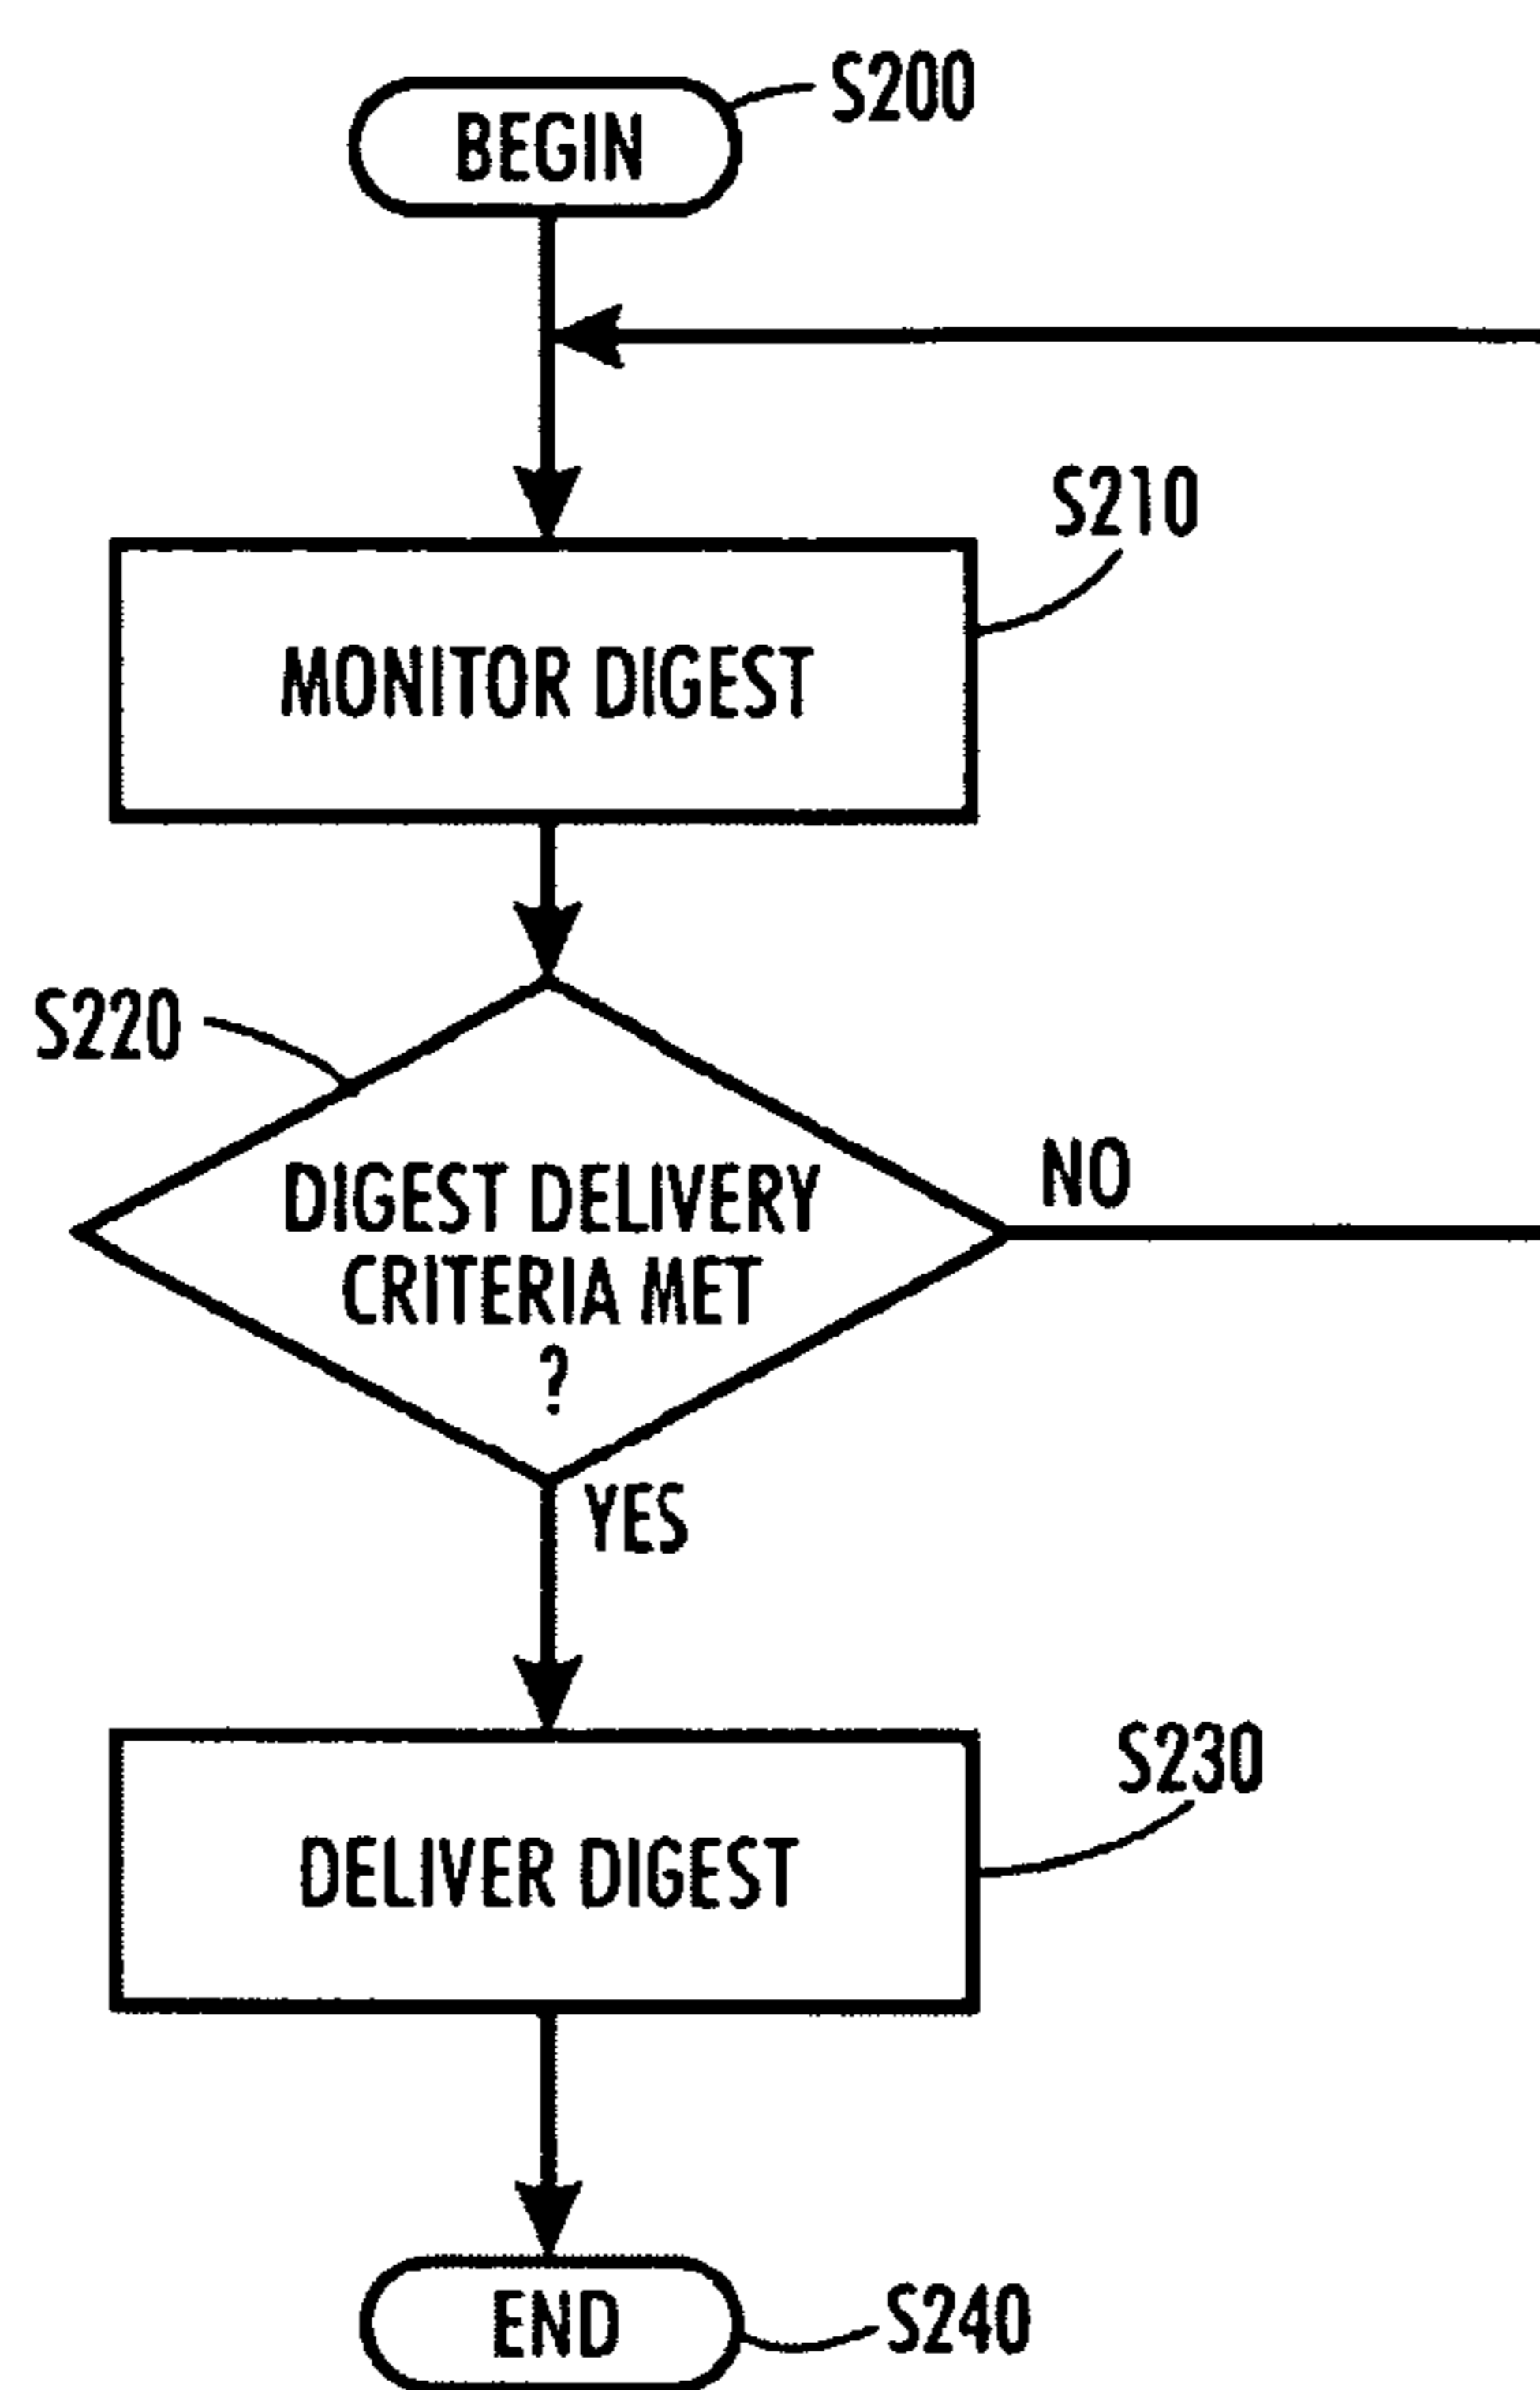 BEGIN
S200
S210
MONITOR DIGEST
S220
DIGEST DELIVERY
CRITERIA MET
?
NO
YES
S230
DELIVER DIGEST
END
S240